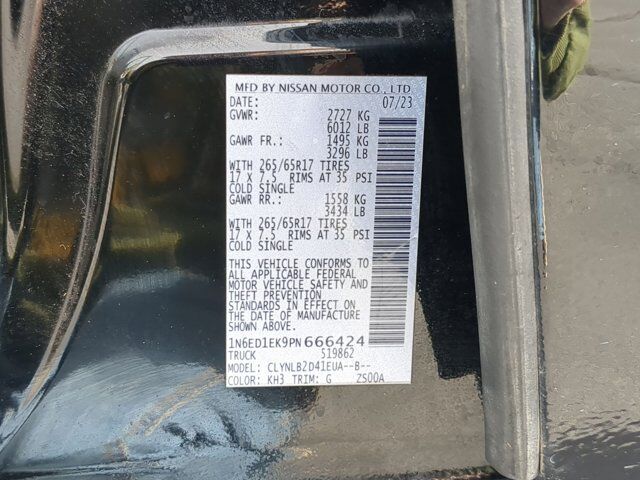 MFD BY NISSAN MOTOR CO., LTD
DATE: 07/23
GVWR: 2727 KG
6012 LB
GAWR FR: 1495 KG
3296 LB
WITH 265/65R17 TIRES
17 X 7.5 RIMS AT 35 PSI
COLD SINGLE
GAWR RR.: 1558 KG
3434 LB
WITH 265/65R17 TIRES
17 X 7.5 RIMS AT 35 PSI
COLD SINGLE
THIS VEHICLE CONFORMS TO
ALL APPLICABLE FEDERAL
MOTOR VEHICLE SAFETY AND
THEFT PREVENTION
STANDARDS IN EFFECT ON
THE DATE OF MANUFACTURE
SHOWN ABOVE
1N6ED1EK9PN666424
TRUCK 519862
MODEL: CLYNLB2D41EUA--B--
COLOR: KH3 TRIM: G ZS00A